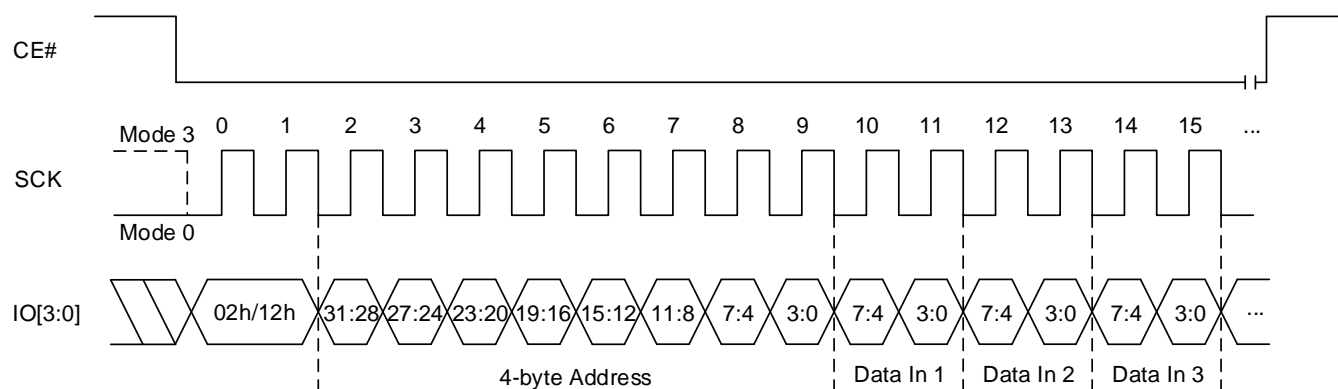 CE#
0 1 2 3 4 5 6 7 8 9 10 11 12 13 14 15 ...
Mode 3
SCK
Mode 0
IO[3:0] 02h/12h 31:28 27:24 23:20 19:16 15:12 11:8 7:4 3:0 7:4 3:0 7:4 3:0 7:4 3:0 ...
4-byte Address Data In 1 Data In 2 Data In 3